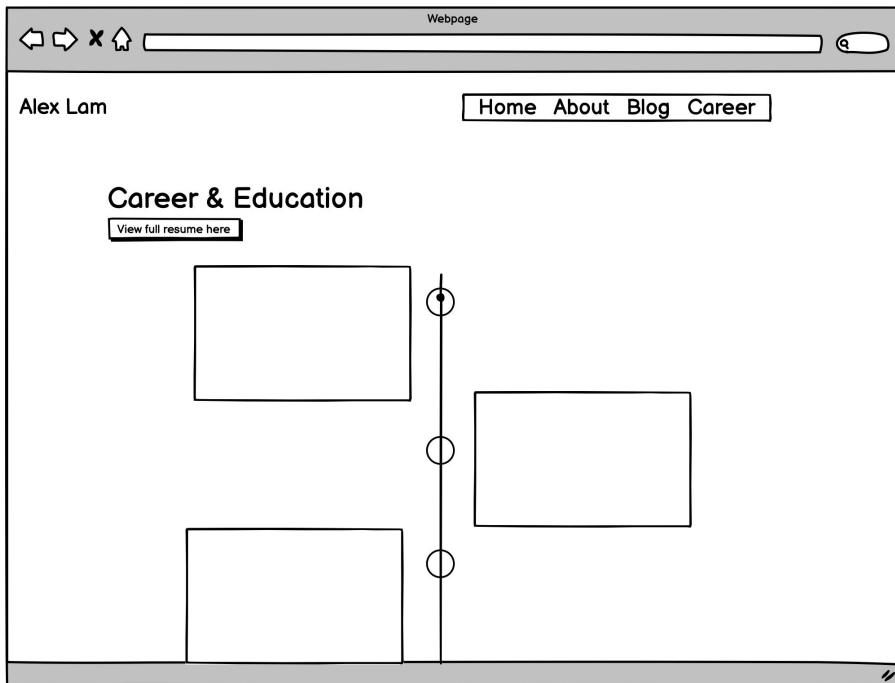 Webpage
Alex Lam
Home About Blog Career
Career & Education
View full resume here